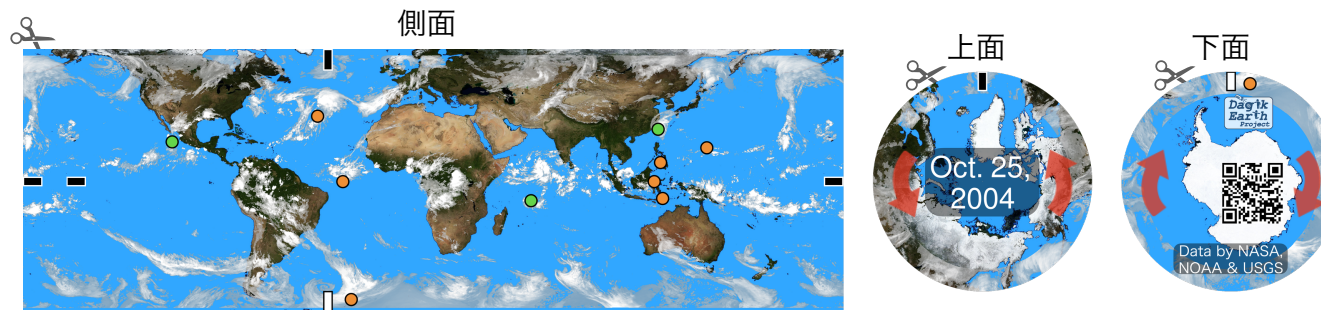 側面
上面
Oct. 25,
2004
下面
Dagik
Earth
Project
Data by NASA,
NOAA & USGS